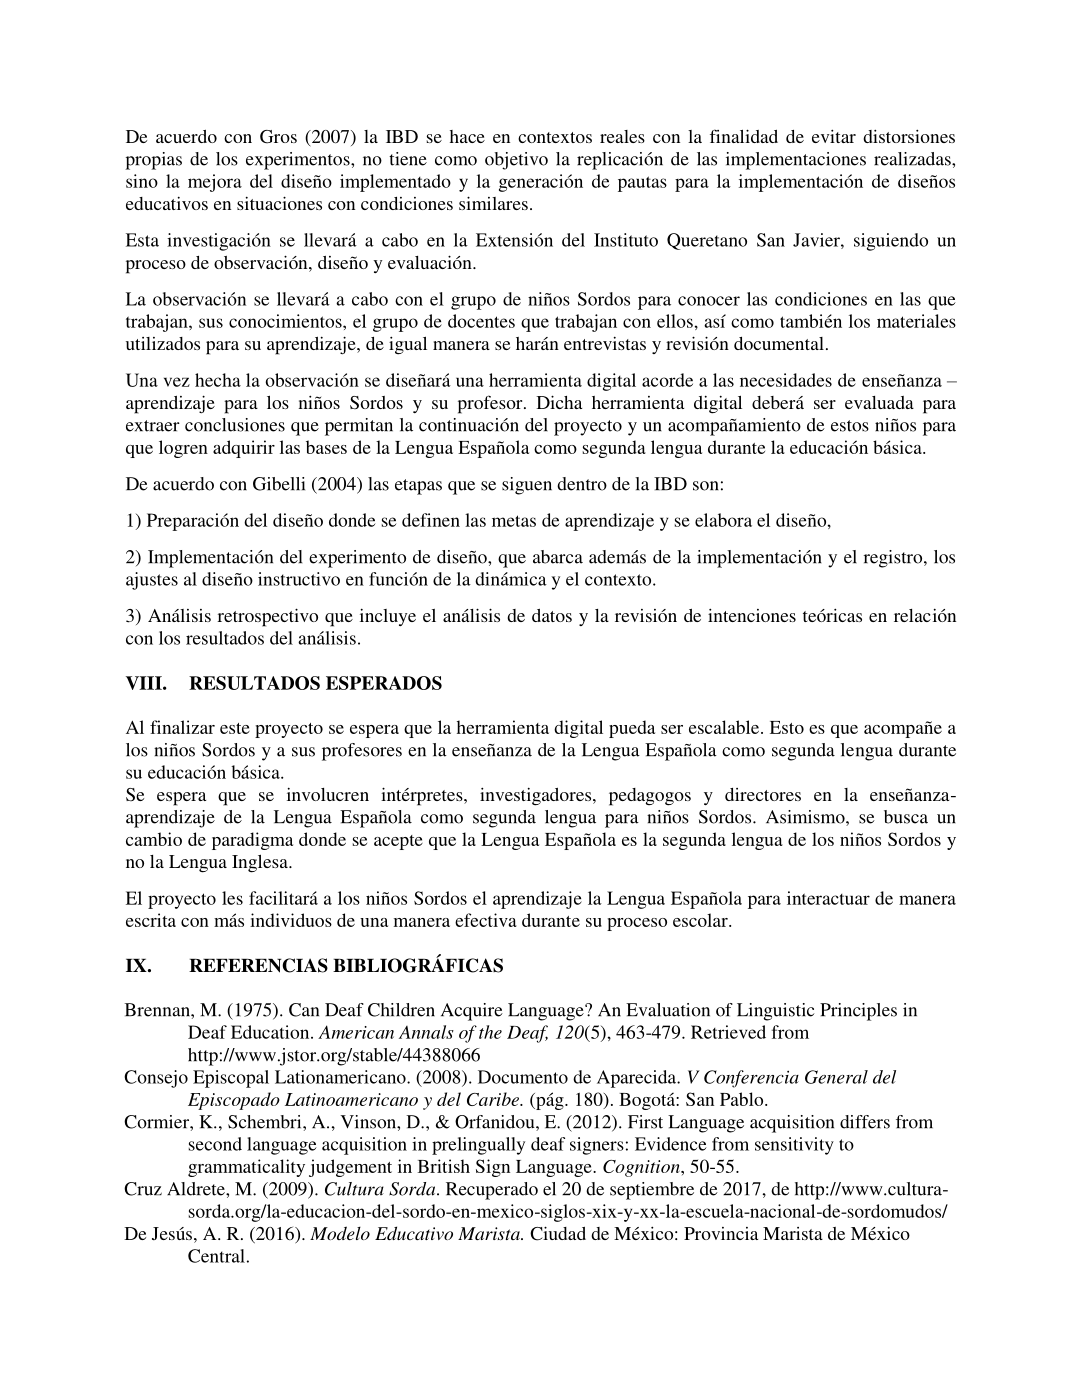 De acuerdo con Gros (2007) la IBD se hace en contextos reales con la finalidad de evitar distorsiones
propias de los experimentos, no tiene como objetivo la replicación de las implementaciones realizadas,
sino la mejora del diseño implementado y la generación de pautas para la implementación de diseños
educativos en situaciones con condiciones similares.
Esta investigación se llevará a cabo en la Extensión del Instituto Queretano San Javier, siguiendo un
proceso de observación, diseño y evaluación.
La observación se llevará a cabo con el grupo de niños Sordos para conocer las condiciones en las que
trabajan, sus conocimientos, el grupo de docentes que trabajan con ellos, así como también los materiales
utilizados para su aprendizaje, de igual manera se harán entrevistas y revisión documental.
Una vez hecha la observación se diseñará una herramienta digital acorde a las necesidades de enseñanza –
aprendizaje para los niños Sordos y su profesor. Dicha herramienta digital deberá ser evaluada para
extraer conclusiones que permitan la continuación del proyecto y un acompañamiento de estos niños para
que logren adquirir las bases de la Lengua Española como segunda lengua durante la educación básica.
De acuerdo con Gibelli (2004) las etapas que se siguen dentro de la IBD son:
1) Preparación del diseño donde se definen las metas de aprendizaje y se elabora el diseño,
2) Implementación del experimento de diseño, que abarca además de la implementación y el registro, los
ajustes al diseño instructivo en función de la dinámica y el contexto.
3) Análisis retrospectivo que incluye el análisis de datos y la revisión de intenciones teóricas en relación
con los resultados del análisis.
VIII. RESULTADOS ESPERADOS
Al finalizar este proyecto se espera que la herramienta digital pueda ser escalable. Esto es que acompañe a
los niños Sordos y a sus profesores en la enseñanza de la Lengua Española como segunda lengua durante
su educación básica.
Se espera que se involucren intérpretes, investigadores, pedagogos y directores en la enseñanza-
aprendizaje de la Lengua Española como segunda lengua para niños Sordos. Asimismo, se busca un
cambio de paradigma donde se acepte que la Lengua Española es la segunda lengua de los niños Sordos y
no la Lengua Inglesa.
El proyecto les facilitará a los niños Sordos el aprendizaje la Lengua Española para interactuar de manera
escrita con más individuos de una manera efectiva durante su proceso escolar.
IX. REFERENCIAS BIBLIOGRÁFICAS
Brennan, M. (1975). Can Deaf Children Acquire Language? An Evaluation of Linguistic Principles in
Deaf Education. American Annals of the Deaf, 120(5), 463-479. Retrieved from
http://www.jstor.org/stable/44388066
Consejo Episcopal Lationamericano. (2008). Documento de Aparecida. V Conferencia General del
Episcopado Latinoamericano y del Caribe. (pág. 180). Bogotá: San Pablo.
Cormier, K., Schembri, A., Vinson, D., & Orfanidou, E. (2012). First Language acquisition differs from
second language acquisition in prelingually deaf signers: Evidence from sensitivity to
grammaticality judgement in British Sign Language. Cognition, 50-55.
Cruz Aldrete, M. (2009). Cultura Sorda. Recuperado el 20 de septiembre de 2017, de http://www.cultura-
sorda.org/la-educacion-del-sordo-en-mexico-siglos-xix-y-xx-la-escuela-nacional-de-sordomudos/
De Jesús, A. R. (2016). Modelo Educativo Marista. Ciudad de México: Provincia Marista de México
Central.